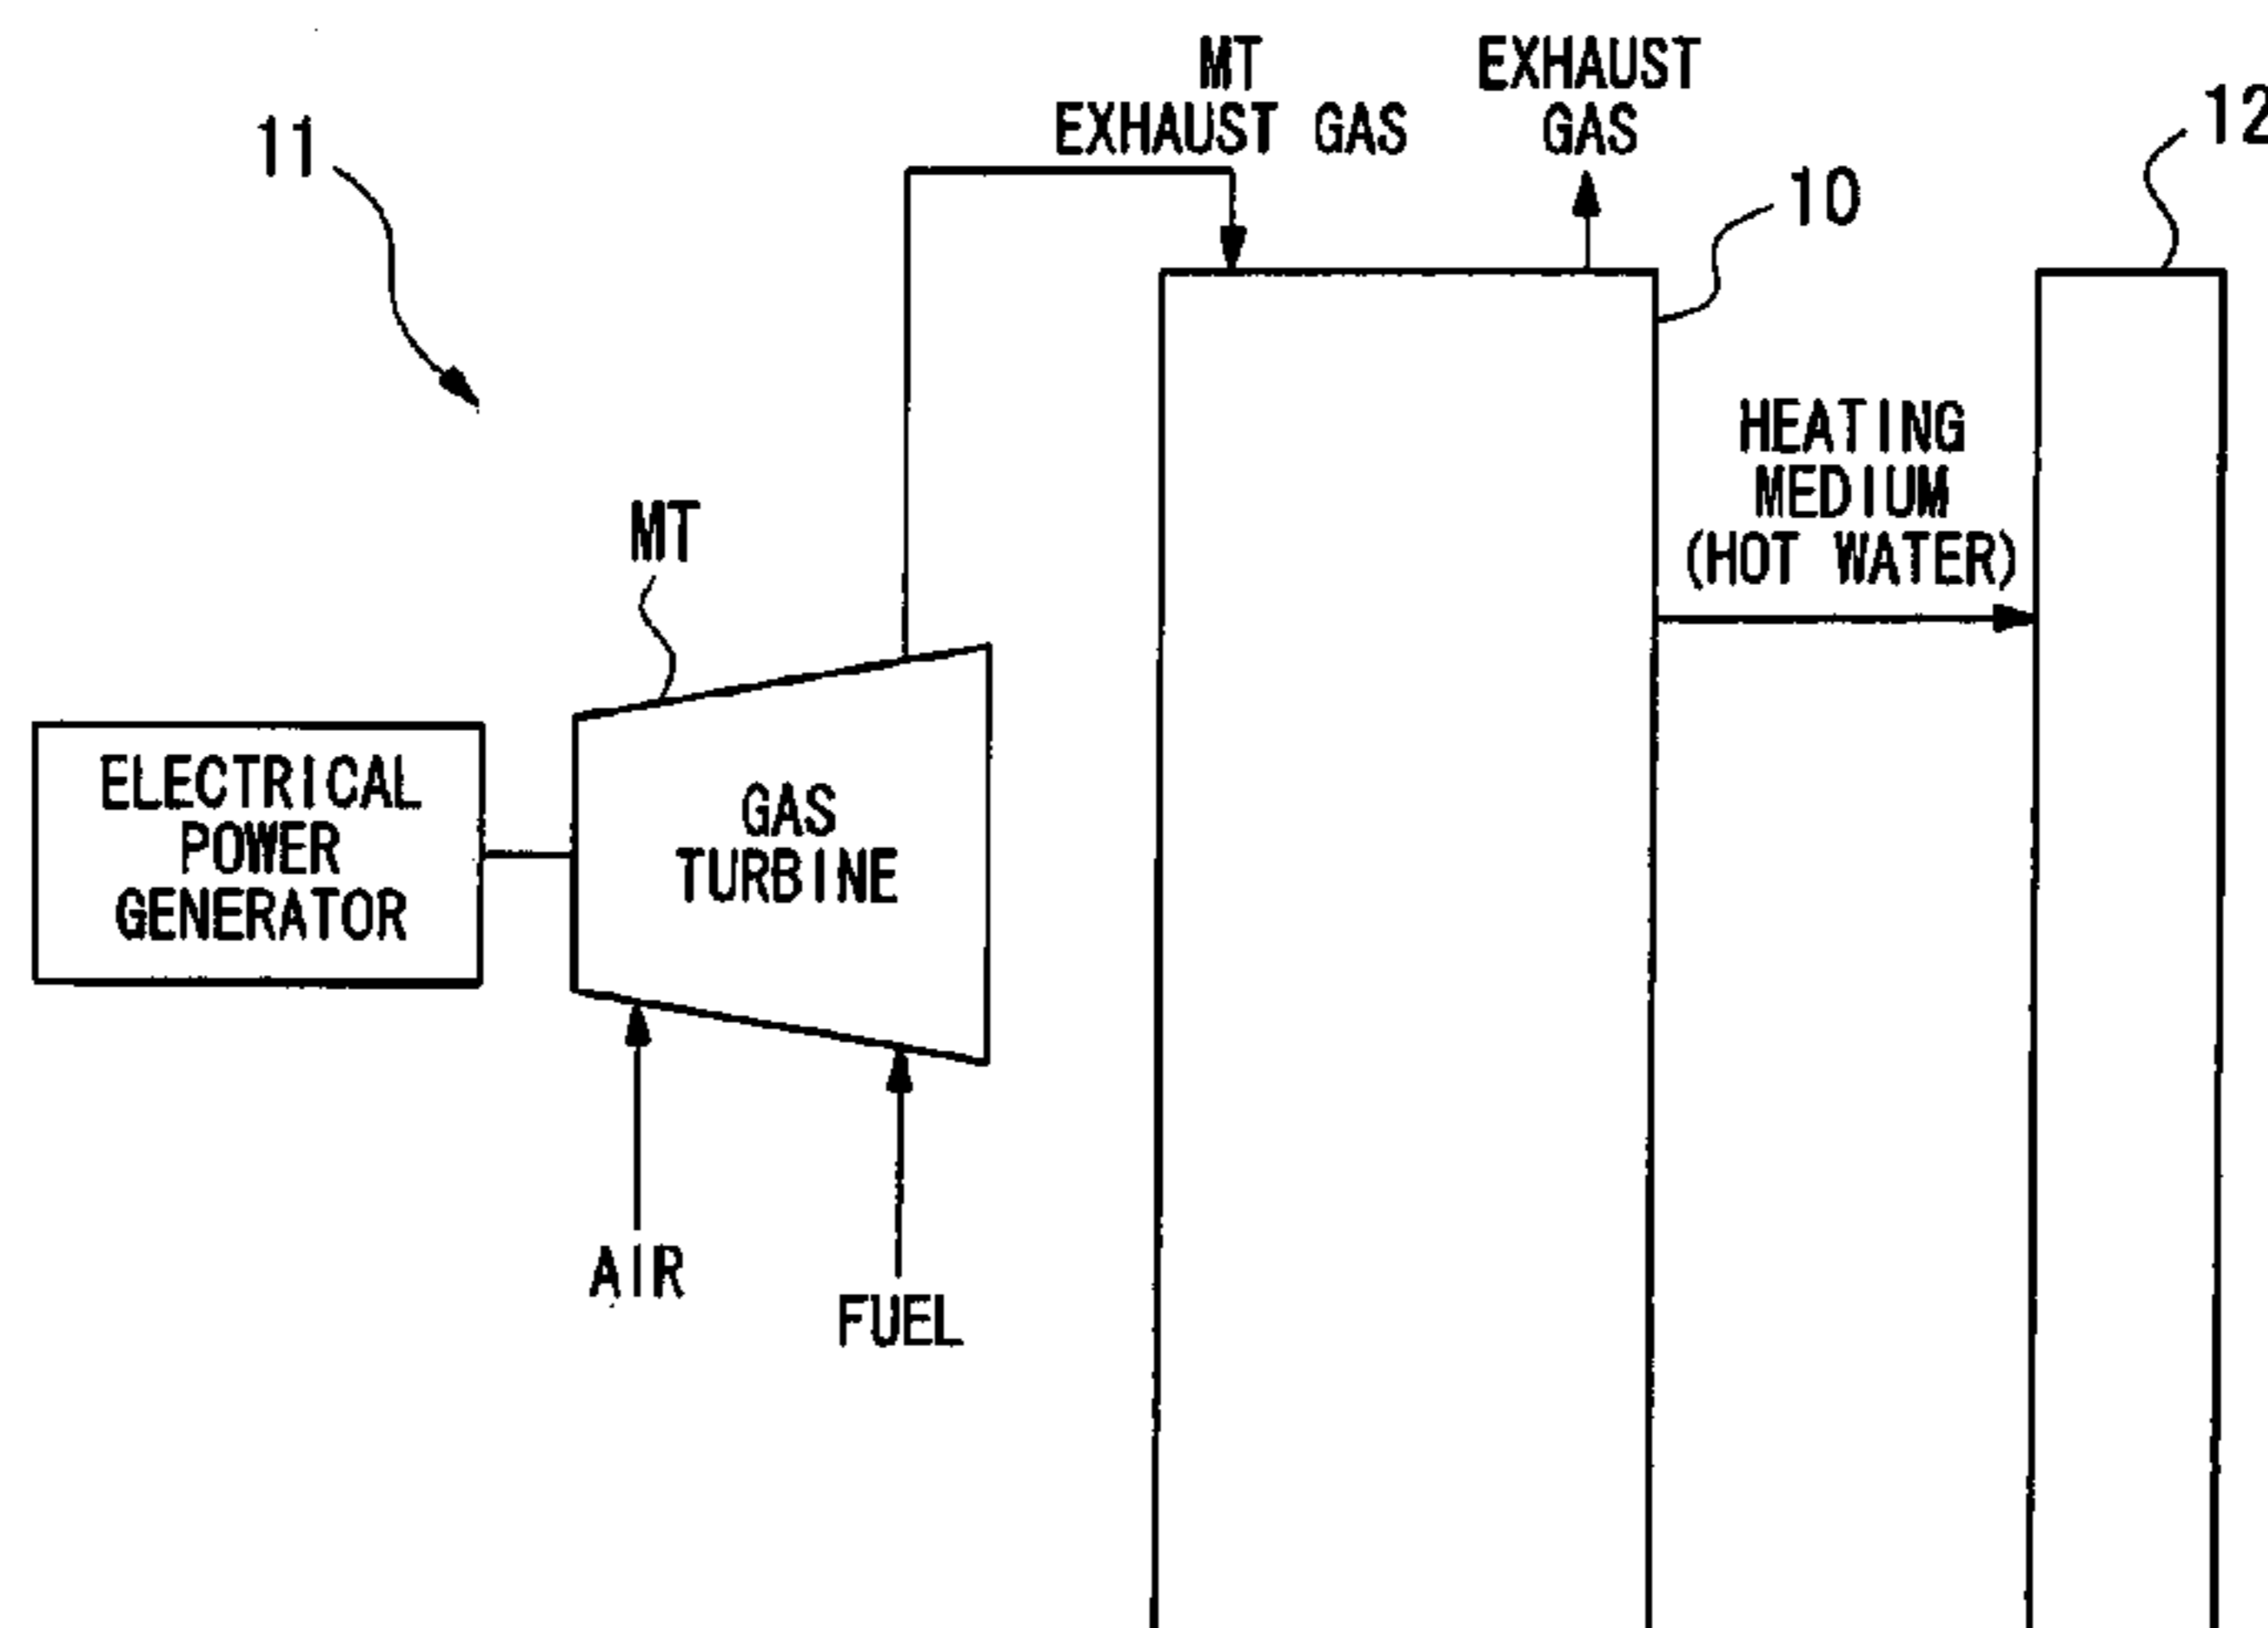 MT
EXHAUST GAS
EXHAUST
GAS
12
11
10
HEATING
MEDIUM
(HOT WATER)
MT
ELECTRICAL
POWER
GENERATOR
GAS
TURBINE
AIR
FUEL